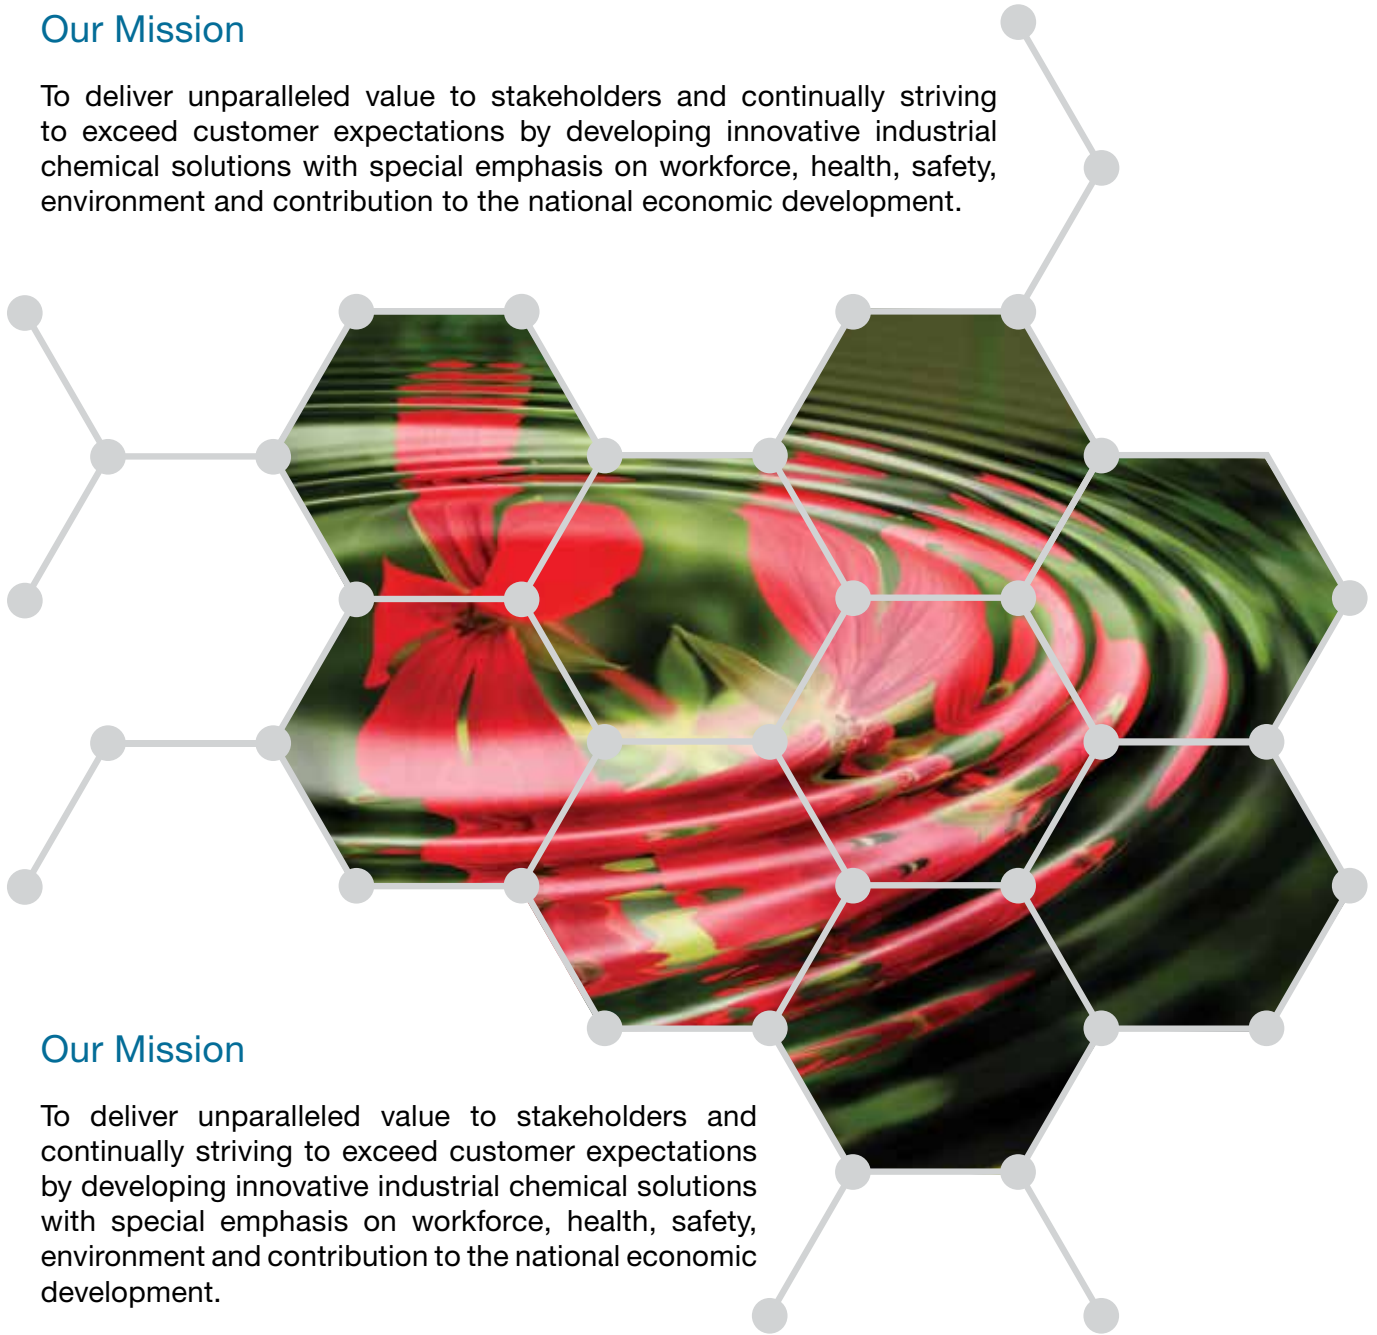 Our Mission
To deliver unparalleled value to stakeholders and continually striving
to exceed customer expectations by developing innovative industrial
chemical solutions with special emphasis on workforce, health, safety,
environment and contribution to the national economic development.
Our Mission
To deliver unparalleled value to stakeholders and
continually striving to exceed customer expectations
by developing innovative industrial chemical solutions
with special emphasis on workforce, health, safety,
environment and contribution to the national economic
development.